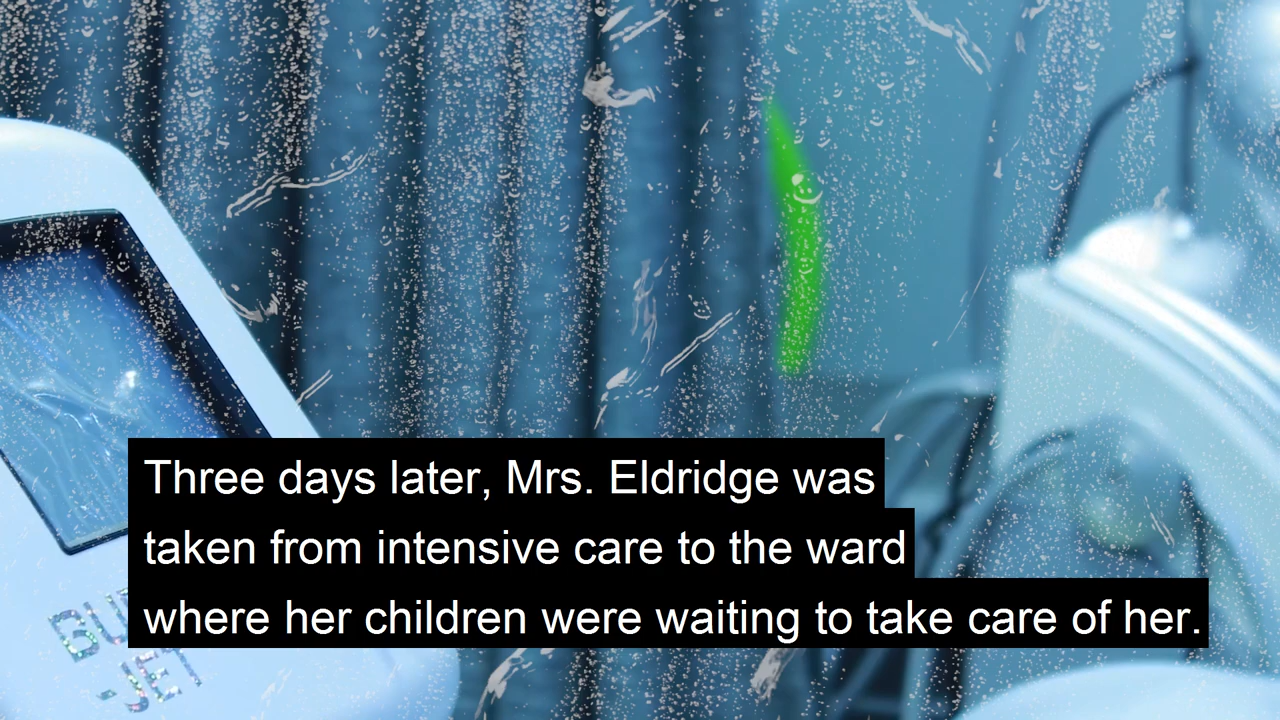 Three days later, Mrs. Eldridge was
taken from intensive care to the ward
where her children were waiting to take care of her.
JET